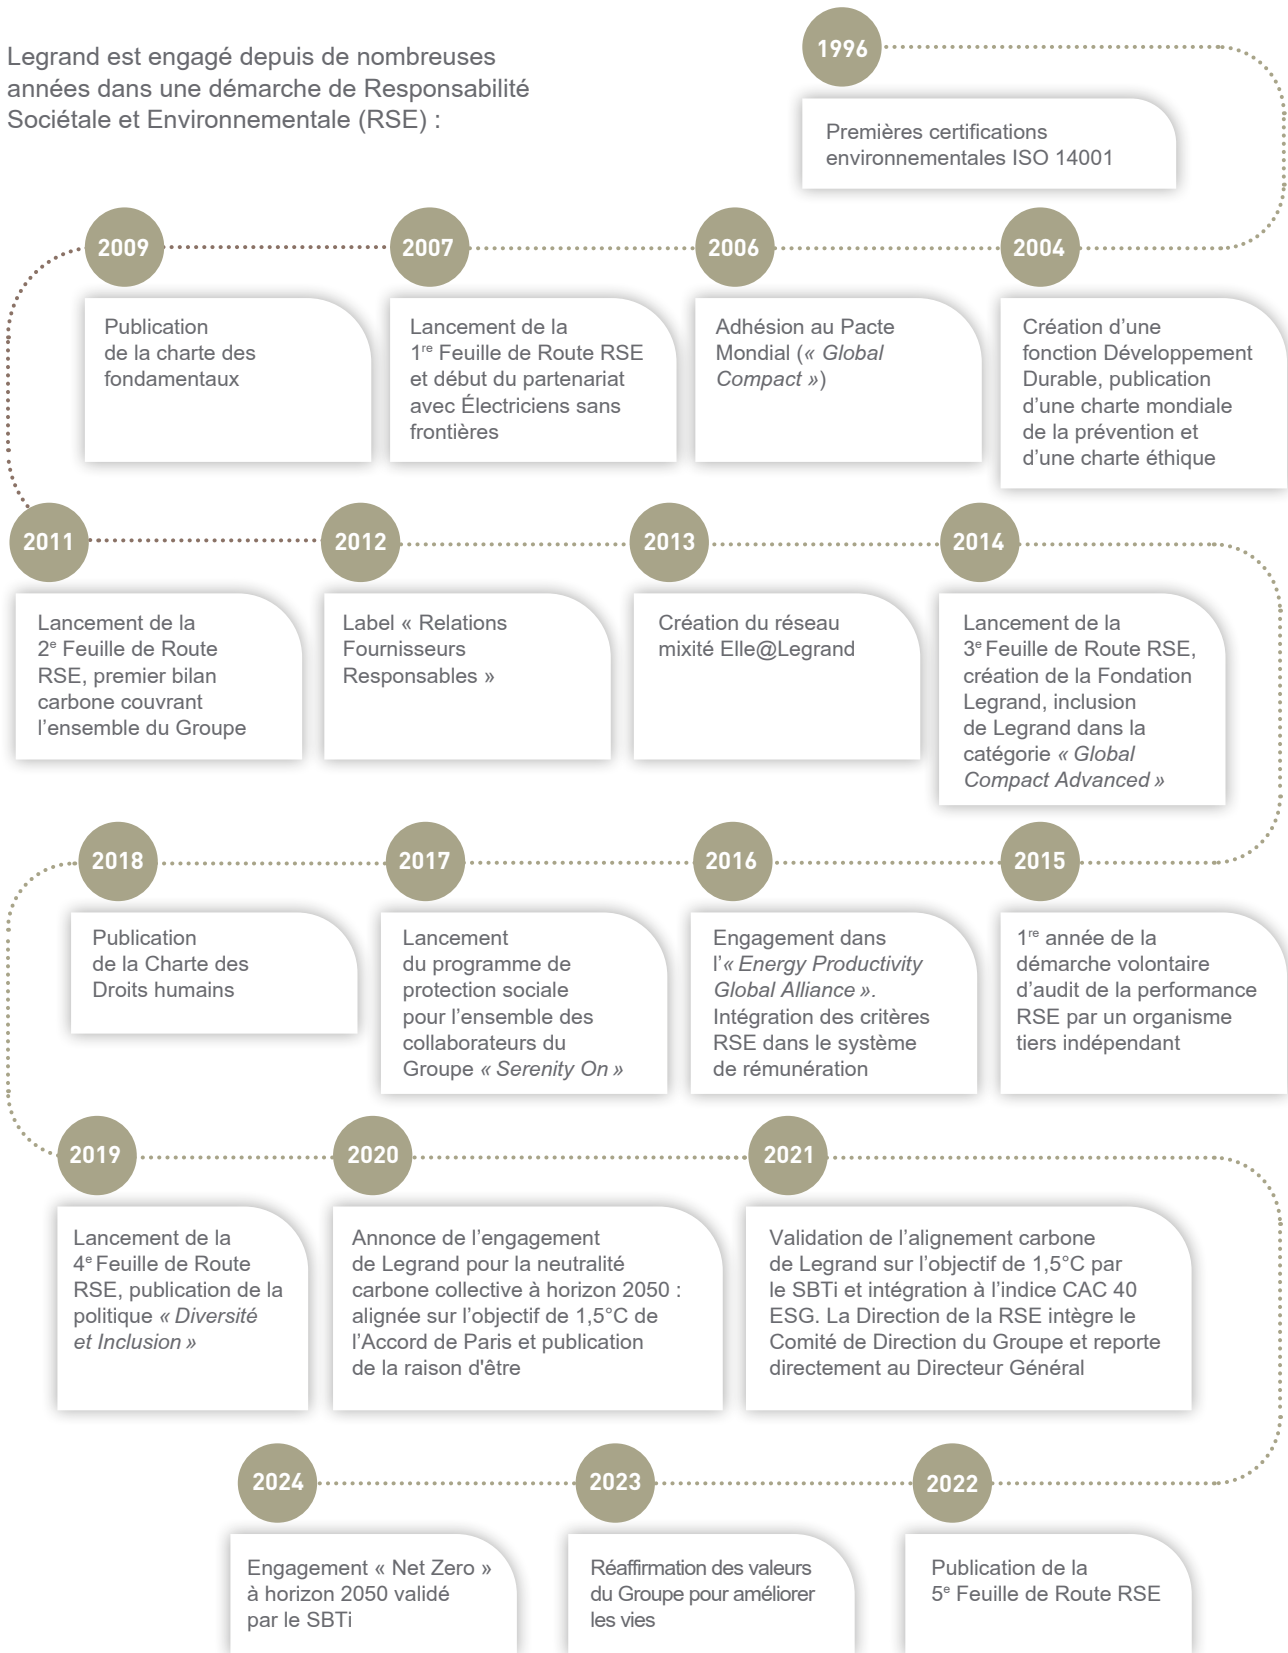 Legrand est engagé depuis de nombreuses
années dans une démarche de Responsabilité
Sociétale et Environnementale (RSE) :
1996
Premières certifications
environnementales ISO 14001
2004
Création d’une
fonction Développement
Durable, publication
d’une charte mondiale
de la prévention et
d’une charte éthique
2006
Adhésion au Pacte
Mondial (« Global
Compact »)
2007
Lancement de la
1re Feuille de Route RSE
et début du partenariat
avec Électriciens sans
frontières
2009
Publication
de la charte des
fondamentaux
2011
Lancement de la
2e Feuille de Route
RSE, premier bilan
carbone couvrant
l’ensemble du Groupe
2012
Label « Relations
Fournisseurs
Responsables »
2013
Création du réseau
mixité Elle@Legrand
2014
Lancement de la
3e Feuille de Route RSE,
création de la Fondation
Legrand, inclusion
de Legrand dans la
catégorie « Global
Compact Advanced »
2015
1re année de la
démarche volontaire
d’audit de la performance
RSE par un organisme
tiers indépendant
2016
Engagement dans
l’« Energy Productivity
Global Alliance ».
Intégration des critères
RSE dans le système
de rémunération
2017
Lancement
du programme de
protection sociale
pour l’ensemble des
collaborateurs du
Groupe « Serenity On »
2018
Publication
de la Charte des
Droits humains
2019
Lancement de la
4e Feuille de Route
RSE, publication de la
politique « Diversité
et Inclusion »
2020
Annonce de l’engagement
de Legrand pour la neutralité
carbone collective à horizon 2050 :
alignée sur l’objectif de 1,5°C de
l’Accord de Paris et publication
de la raison d'être
2021
Validation de l’alignement carbone
de Legrand sur l’objectif de 1,5°C par
le SBTi et intégration à l’indice CAC 40
ESG. La Direction de la RSE intègre le
Comité de Direction du Groupe et reporte
directement au Directeur Général
2022
Publication de la
5e Feuille de Route RSE
2023
Réaffirmation des valeurs
du Groupe pour améliorer
les vies
2024
Engagement « Net Zero »
à horizon 2050 validé
par le SBTi